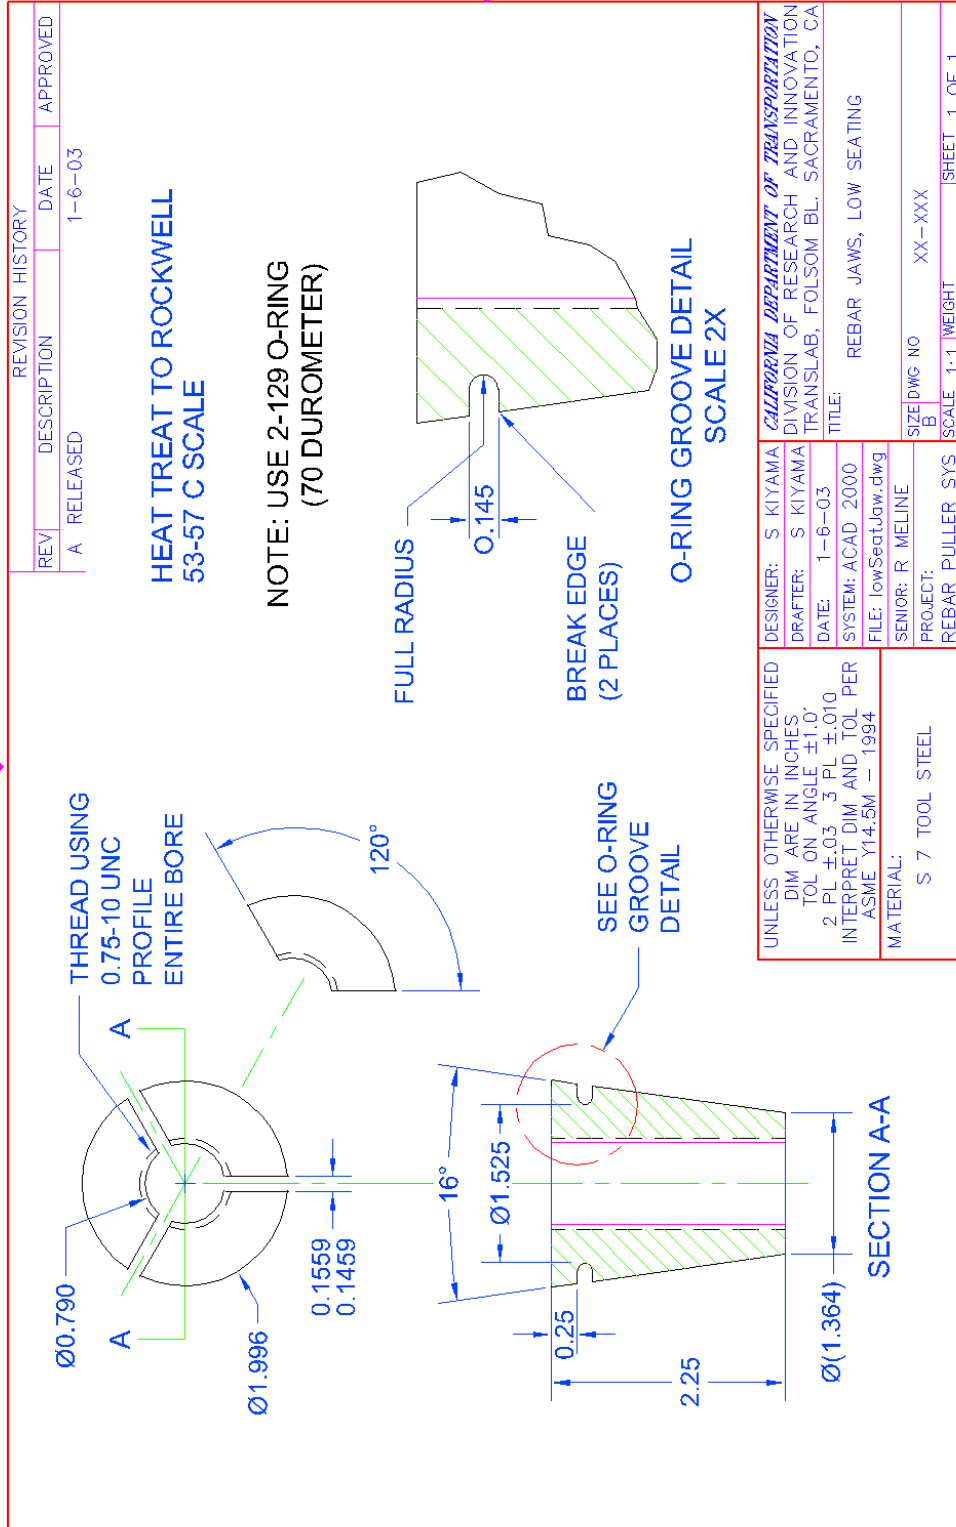 REVISION HISTORY
REV DESCRIPTION DATE APPROVED
A RELEASED 1-6-03
HEAT TREAT TO ROCKWELL
53-57 C SCALE
NOTE: USE 2-129 O-RING
(70 DUROMETER)
THREAD USING
0.75-10 UNC
PROFILE
ENTIRE BORE
Ø0.790
A
A
Ø1.996
0.1559
0.1459
120°
FULL RADIUS
0.145
BREAK EDGE
(2 PLACES)
O-RING GROOVE DETAIL
SCALE 2X
16°
Ø1.525
0.25
2.25
Ø(1.364)
SEE O-RING
GROOVE
DETAIL
SECTION A-A
UNLESS OTHERWISE SPECIFIED
DIM ARE IN INCHES
TOL ON ANGLE ±1.0°
2 PL ±.03 3 PL ±.010
INTERPRET DIM AND TOL PER
ASME Y14.5M - 1994
MATERIAL:
S 7 TOOL STEEL
DESIGNER: S KIYAMA
DRAFTER: S KIYAMA
DATE: 1-6-03
SYSTEM: ACAD 2000
FILE: lowSeatJaw.dwg
SENIOR: R MELINE
PROJECT:
REBAR PULLER SYS
CALIFORNIA DEPARTMENT OF TRANSPORTATION
DIVISION OF RESEARCH AND INNOVATION
TRANSLAB, FOLSOM BL. SACRAMENTO, CA
TITLE:
REBAR JAWS, LOW SEATING
SIZE DWG NO XX-XXX
B
SCALE 1:1 WEIGHT SHEET 1 OF 1